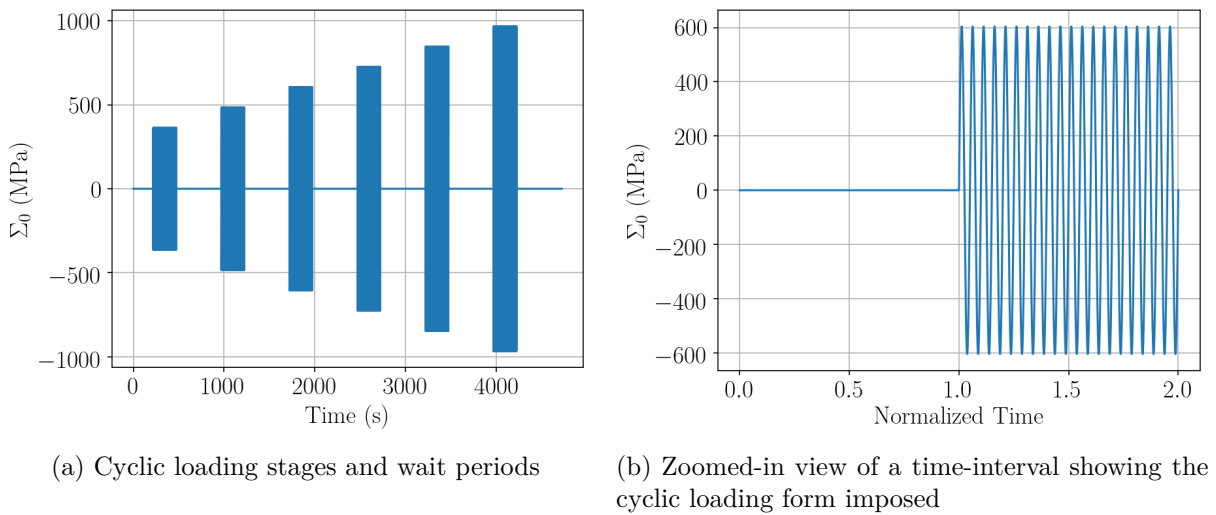 1000
500
0
−500
−1000
Σ0 (MPa)
0 1000 2000 3000 4000
Time (s)
(a) Cyclic loading stages and wait periods
600
400
200
0
−200
−400
−600
Σ0 (MPa)
0.0 0.5 1.0 1.5 2.0
Normalized Time
(b) Zoomed-in view of a time-interval showing the
cyclic loading form imposed